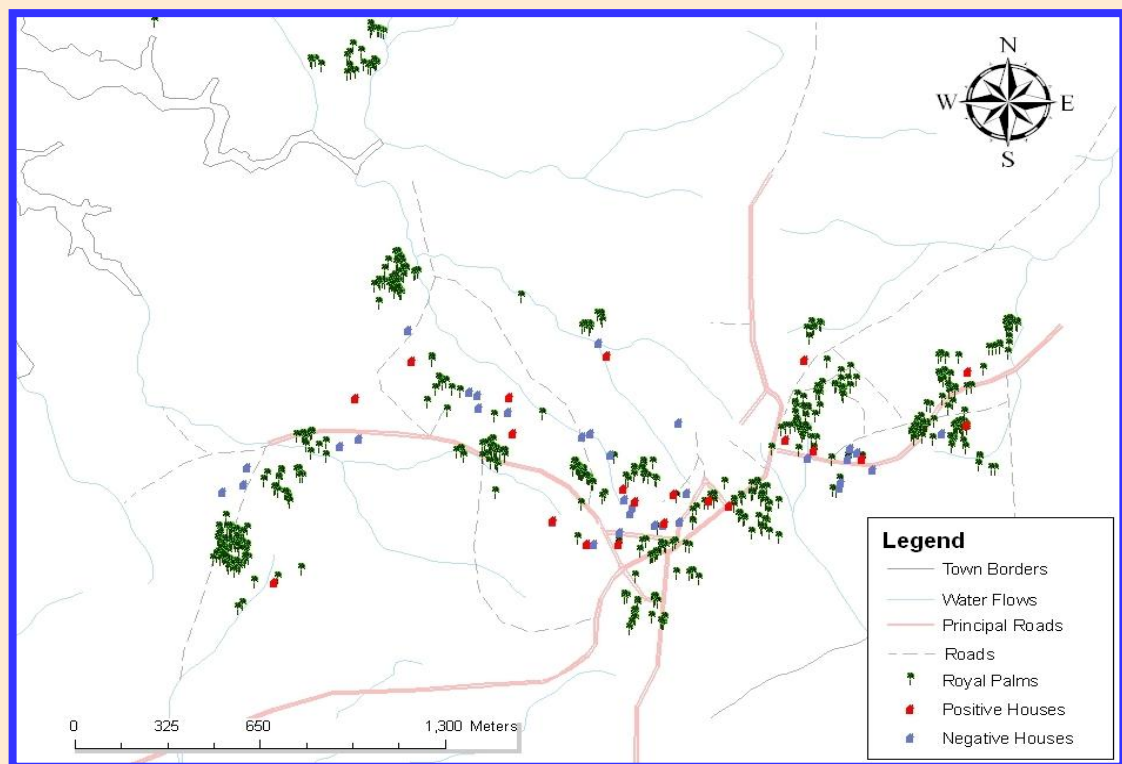 N
W E
S
Legend
Town Borders
Water Flows
Principal Roads
Roads
Royal Palms
Positive Houses
Negative Houses
0 325 650 1,300 Meters